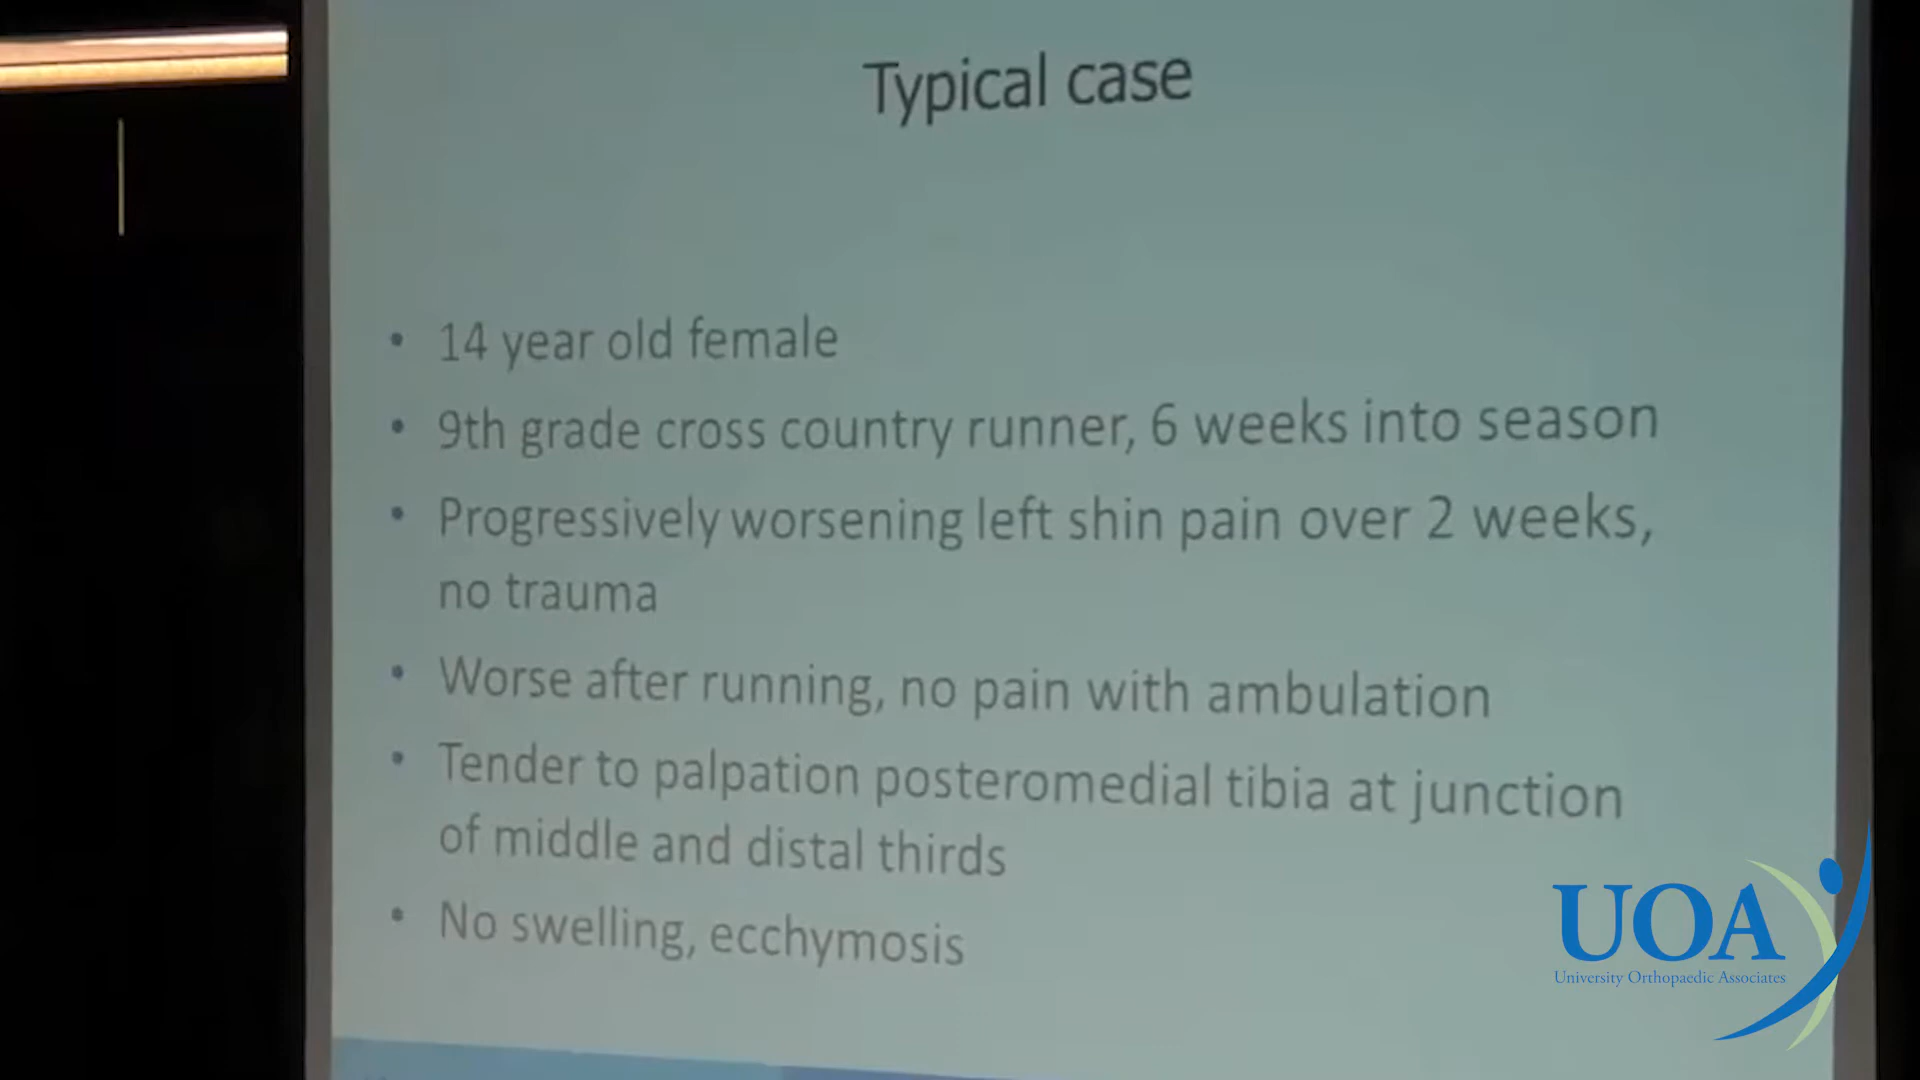 Typical case
• 14 year old female
• 9th grade cross country runner, 6 weeks into season
• Progressively worsening left shin pain over 2 weeks,
no trauma
• Worse after running, no pain with ambulation
• Tender to palpation posteromedial tibia at junction
of middle and distal thirds
• No swelling, ecchymosis
UOA
University Orthopaedic Associates